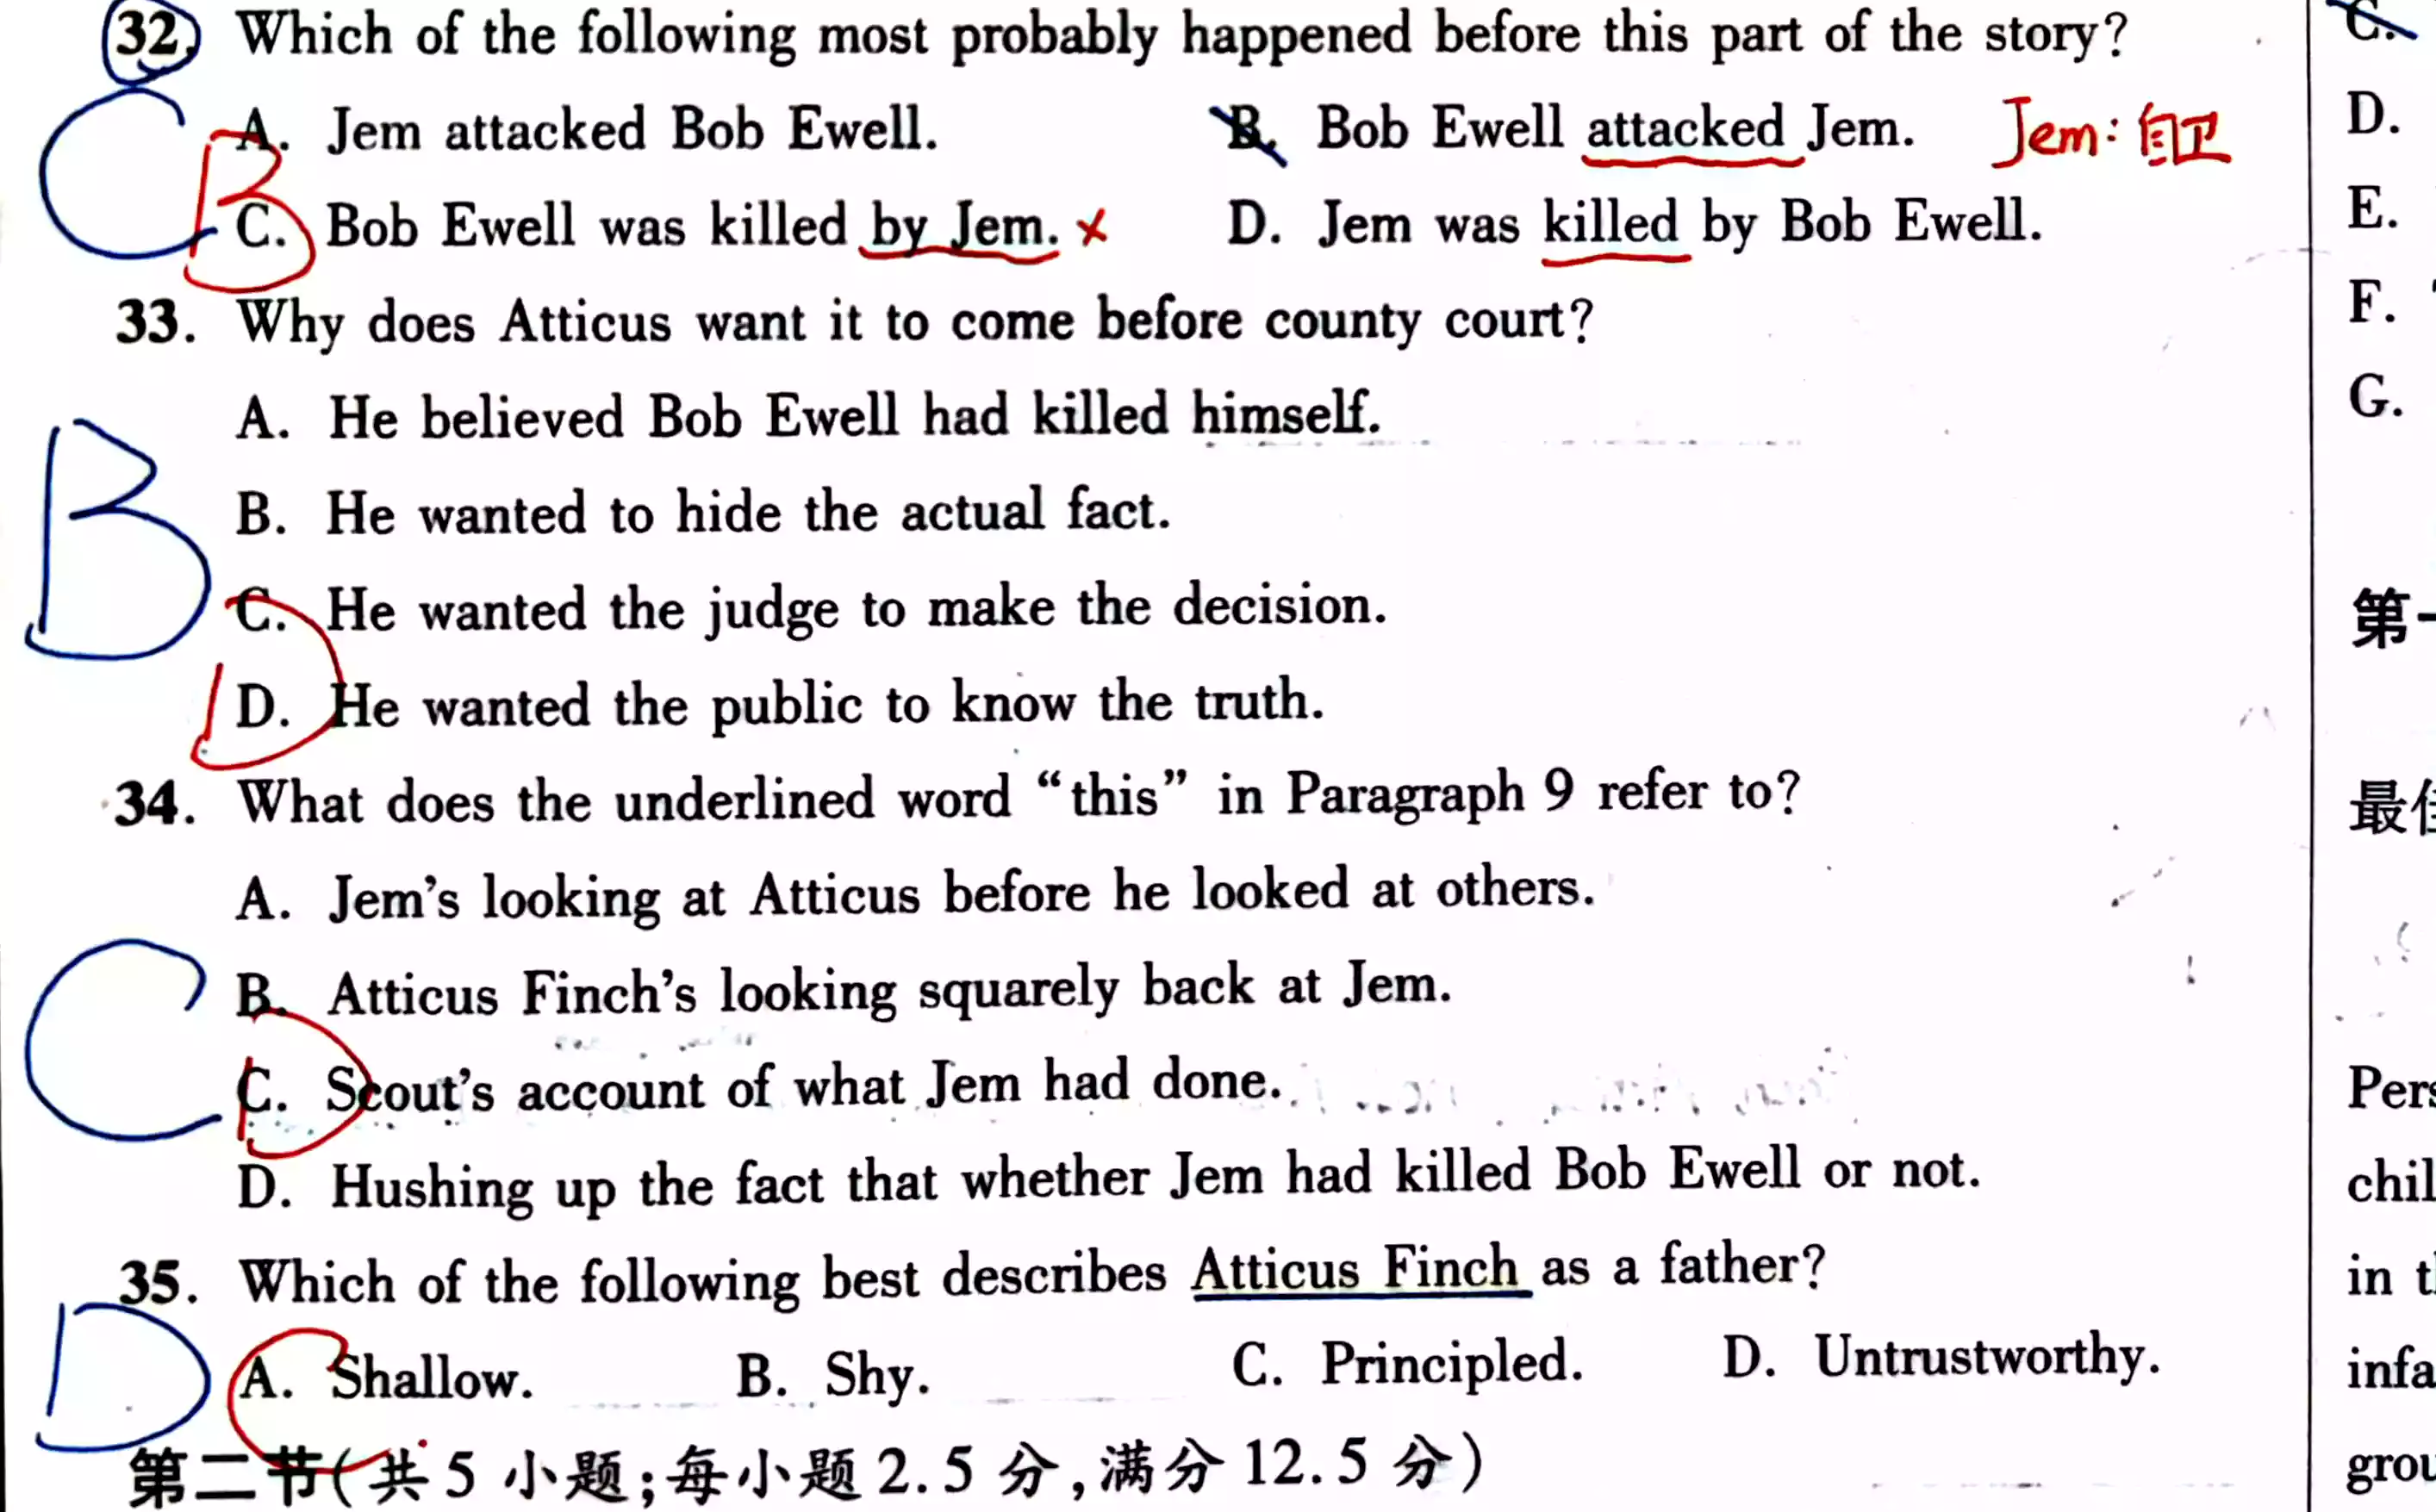 32. Which of the following most probably happened before this part of the story?
C B
A. Jem attacked Bob Ewell. B. Bob Ewell attacked Jem. Jem: 自卫
C. Bob Ewell was killed by Jem. × D. Jem was killed by Bob Ewell.
33. Why does Atticus want it to come before county court?
A. He believed Bob Ewell had killed himself.
B B. He wanted to hide the actual fact.
C. He wanted the judge to make the decision.
D D. He wanted the public to know the truth.
34. What does the underlined word “this” in Paragraph 9 refer to?
A. Jem’s looking at Atticus before he looked at others.
B. Atticus Finch’s looking squarely back at Jem.
C D C. Scout’s account of what Jem had done.
D. Hushing up the fact that whether Jem had killed Bob Ewell or not.
35. Which of the following best describes Atticus Finch as a father?
D C A. Shallow. B. Shy. C. Principled. D. Untrustworthy.
第二节(共 5 小题;每小题 2.5 分,满分 12.5 分)
C.
D.
E.
F.
G.
第一
最佳
Pers
chil
in t
infa
grou